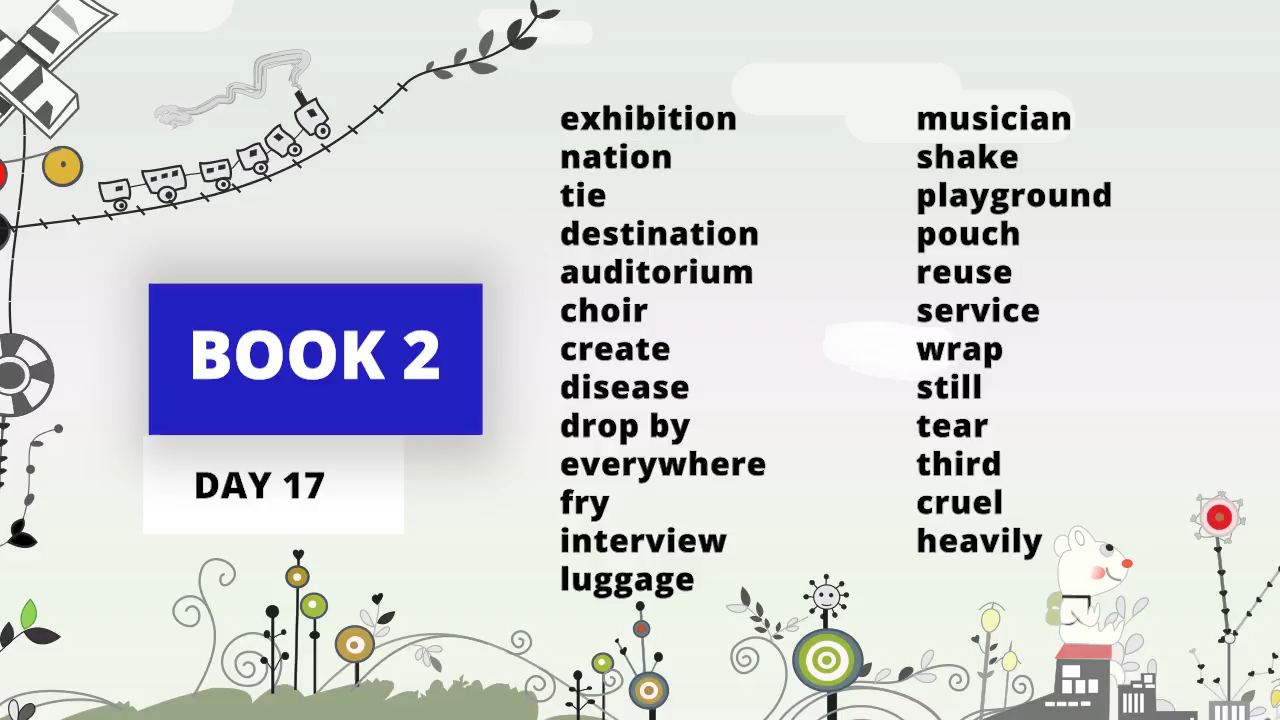 BOOK 2
DAY 17
exhibition
nation
tie
destination
auditorium
choir
create
disease
drop by
everywhere
fry
interview
luggage
musician
shake
playground
pouch
reuse
service
wrap
still
tear
third
cruel
heavily